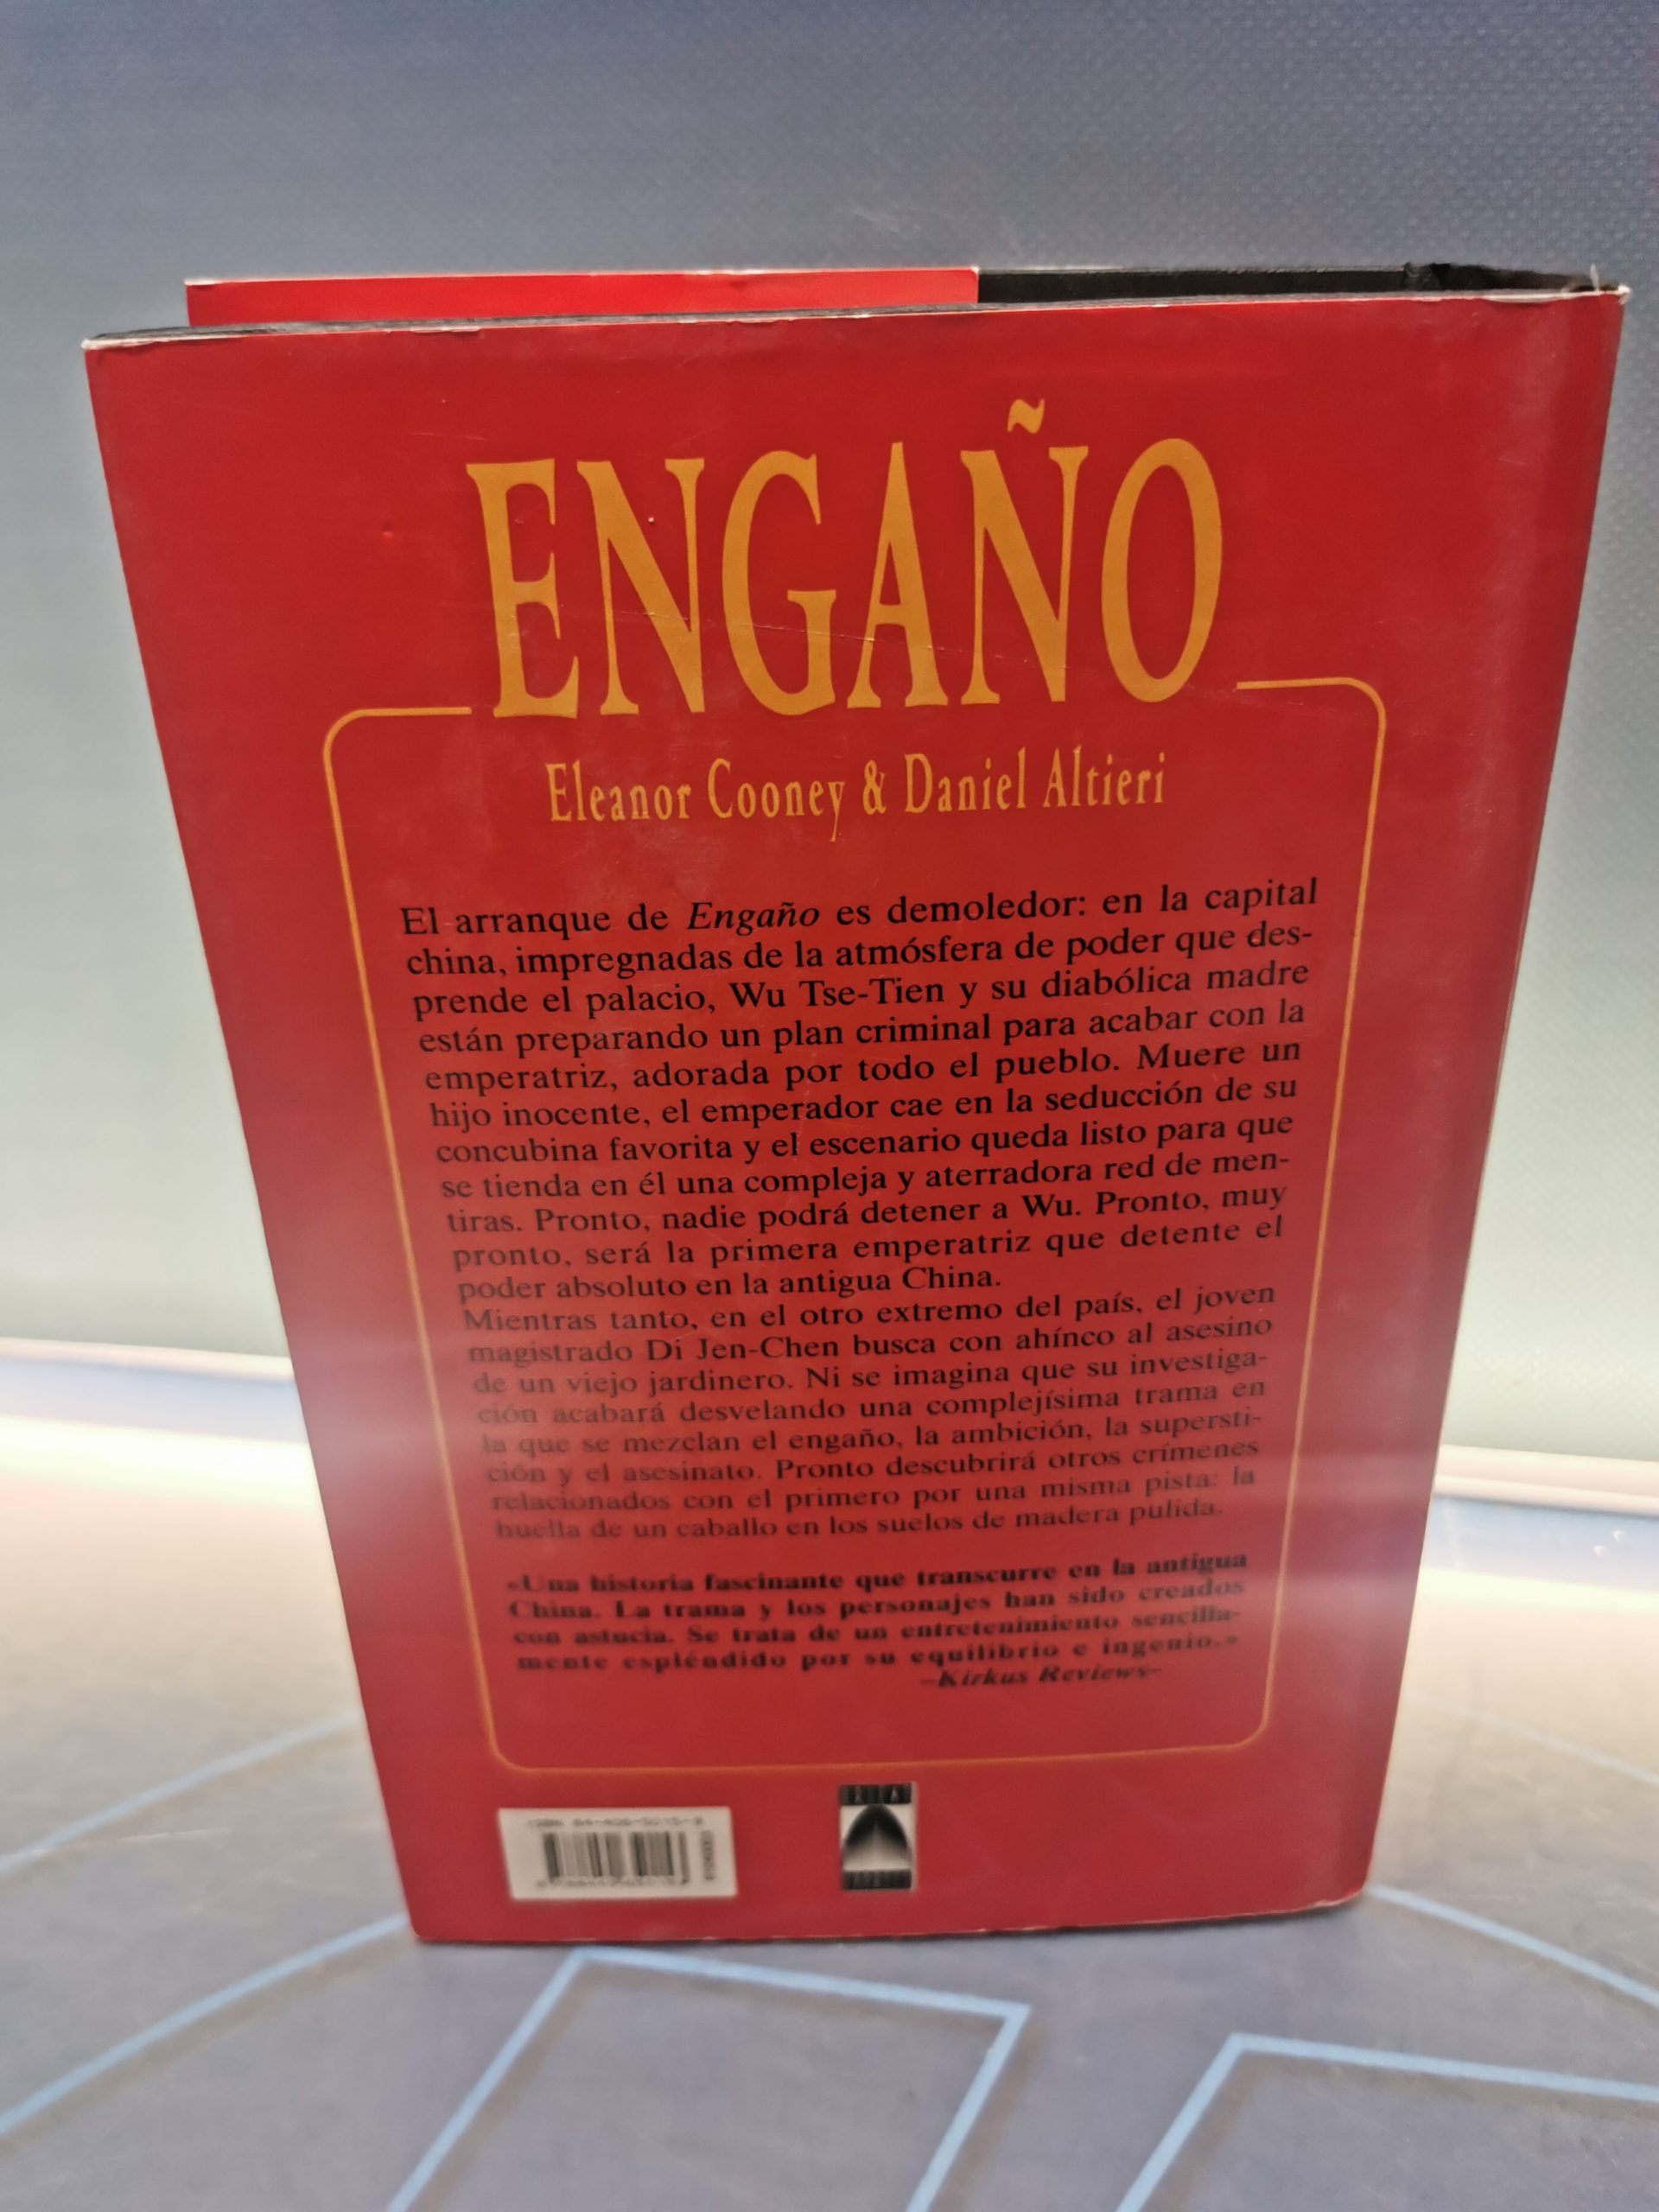 ENGAÑO
Eleanor Cooney & Daniel Altieri
El arranque de Engaño es demoledor: en la capital
china, impregnadas de la atmósfera de poder que des-
prende el palacio, Wu Tse-Tien y su diabólica madre
están preparando un plan criminal para acabar con la
emperatriz, adorada por todo el pueblo. Muere un
hijo inocente, el emperador cae en la seducción de su
concubina favorita y el escenario queda listo para que
se tienda en él una compleja y aterradora red de men-
tiras. Pronto, nadie podrá detener a Wu. Pronto, muy
pronto, será la primera emperatriz que detente el
poder absoluto en la antigua China.
Mientras tanto, en el otro extremo del país, el joven
magistrado Di Jen-Chen busca con ahínco al asesino
de un viejo jardinero. Ni se imagina que su investiga-
ción acabará desvelando una complejísima trama en
la que se mezclan el engaño, la ambición, la supersti-
ción y el asesinato. Pronto descubrirá otros crímenes
relacionados con el primero por una misma pista: la
huella de un caballo en los suelos de madera pulida.
«Una historia fascinante que transcurre en la antigua
China. La trama y los personajes han sido creados
con astucia. Se trata de un entretenimiento sencilla-
mente espléndido por su equilibrio e ingenio.»
–Kirkus Reviews–
ISBN